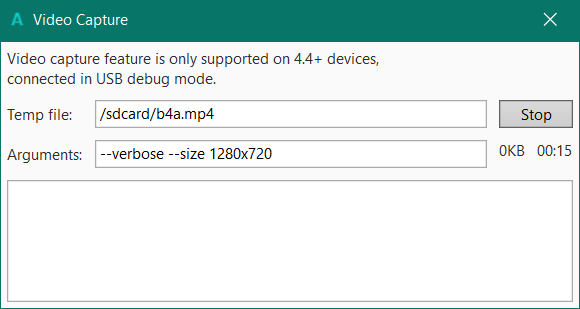 A Video Capture
Video capture feature is only supported on 4.4+ devices,
connected in USB debug mode.
Temp file: /sdcard/b4a.mp4 Stop
Arguments: --verbose --size 1280x720 0KB 00:15